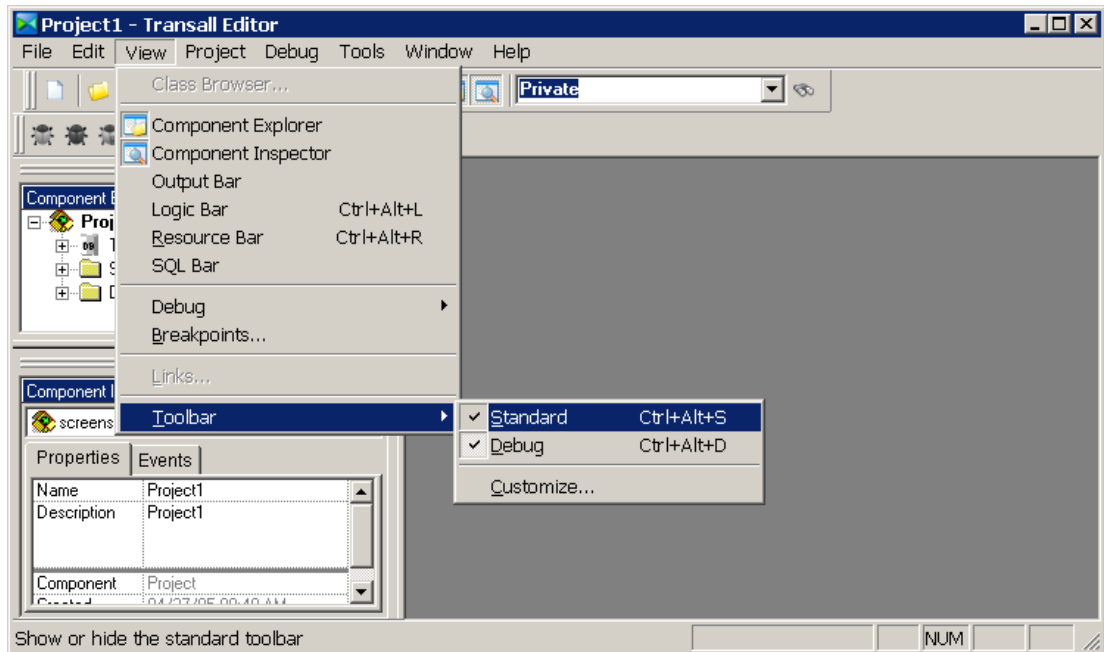 Project1 - Transall Editor
File Edit View Project Debug Tools Window Help
Class Browser...
Private
Component Explorer
Component Inspector
Output Bar
Logic Bar Ctrl+Alt+L
Resource Bar Ctrl+Alt+R
SQL Bar
Debug
Breakpoints...
Links...
Toolbar
Standard Ctrl+Alt+S
Debug Ctrl+Alt+D
Customize...
Component
DB
Component
screens
Properties Events
Name Project1
Description Project1
Component Project
Show or hide the standard toolbar
NUM